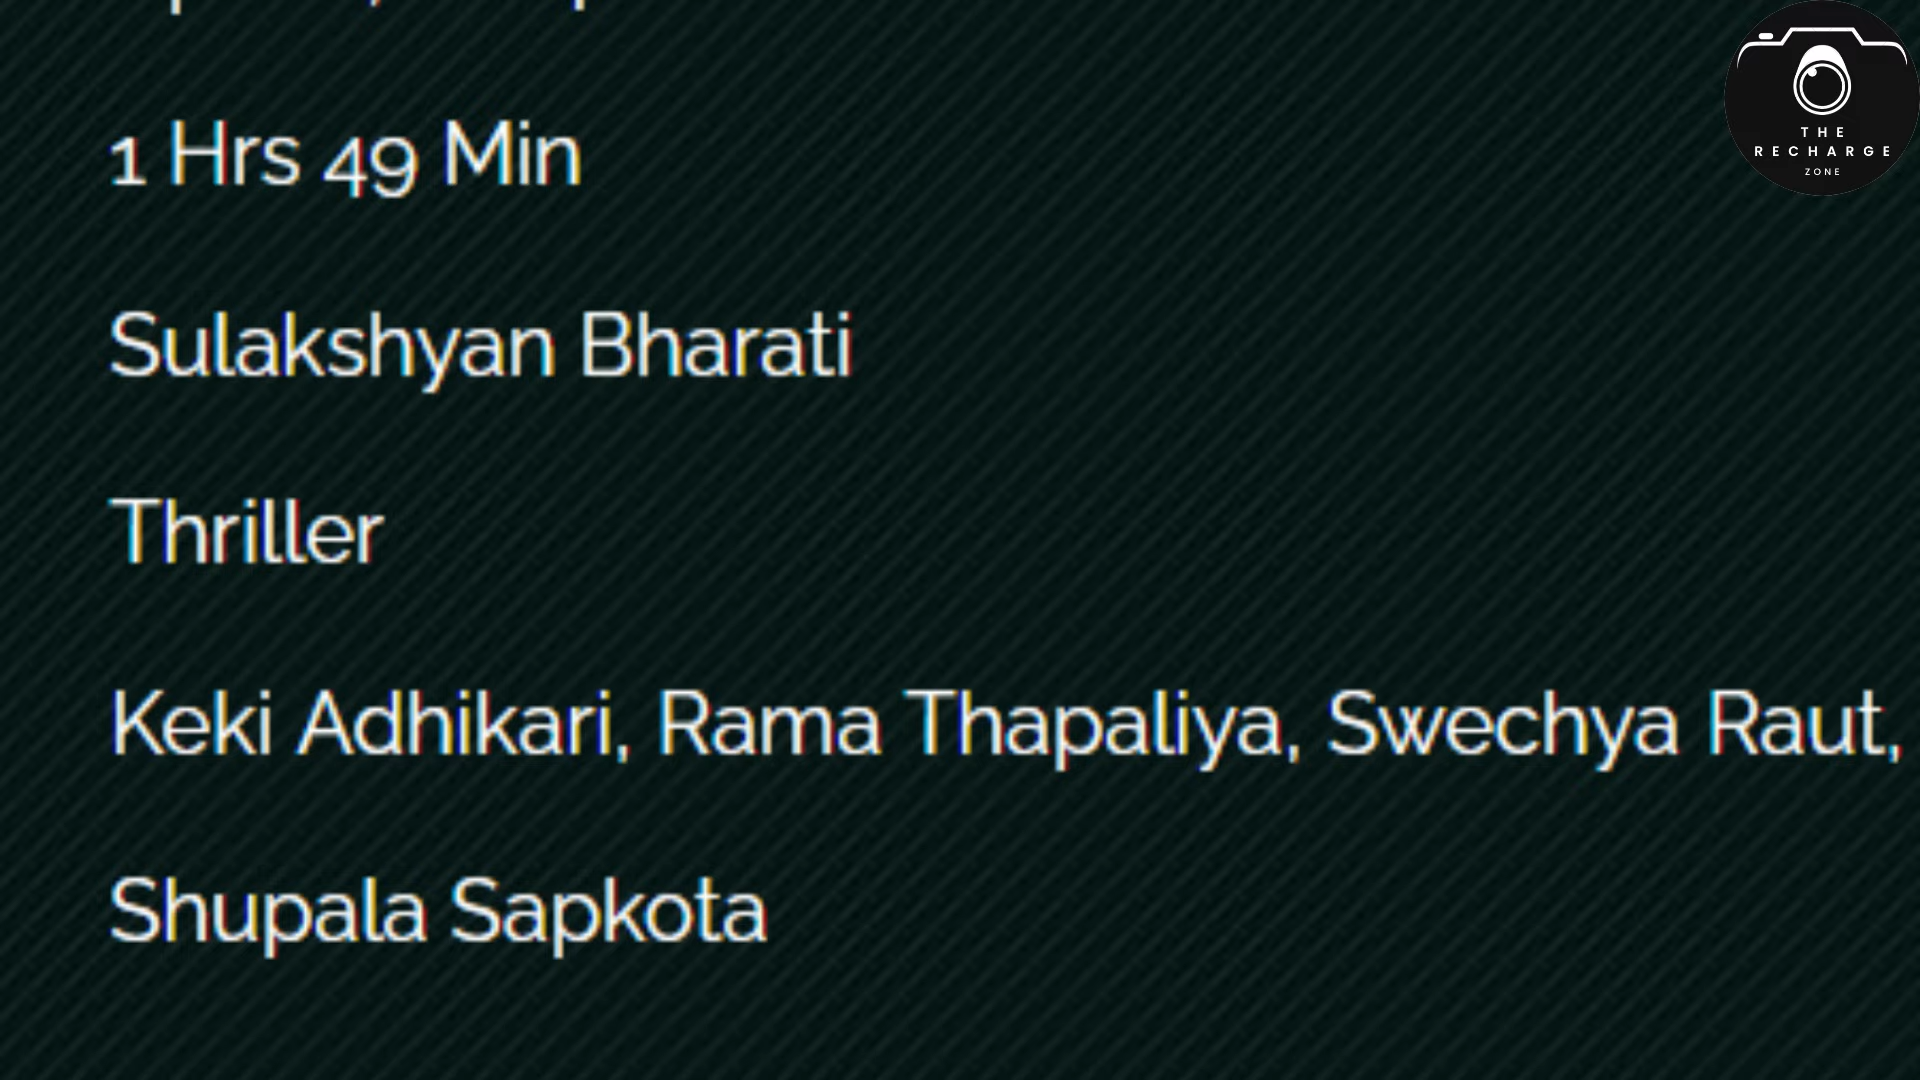 1 Hrs 49 Min
Sulakshyan Bharati
Thriller
Keki Adhikari, Rama Thapaliya, Swechya Raut,
Shupala Sapkota
THE
RECHARGE
ZONE